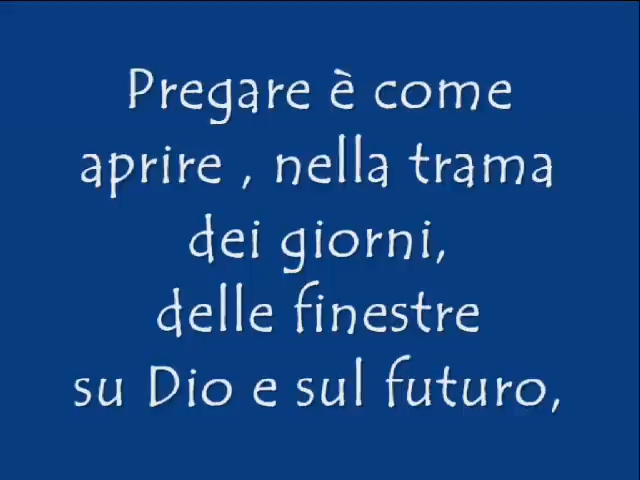 Pregare è come
aprire , nella trama
dei giorni,
delle finestre
su Dio e sul futuro,